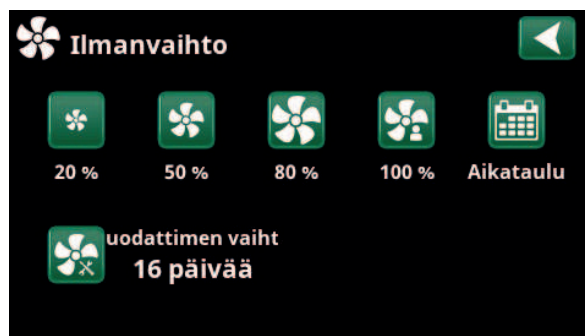 Ilmanvaihto
20 % 50 % 80 % 100 % Aikataulu
uodattimen vaiht
16 päivää